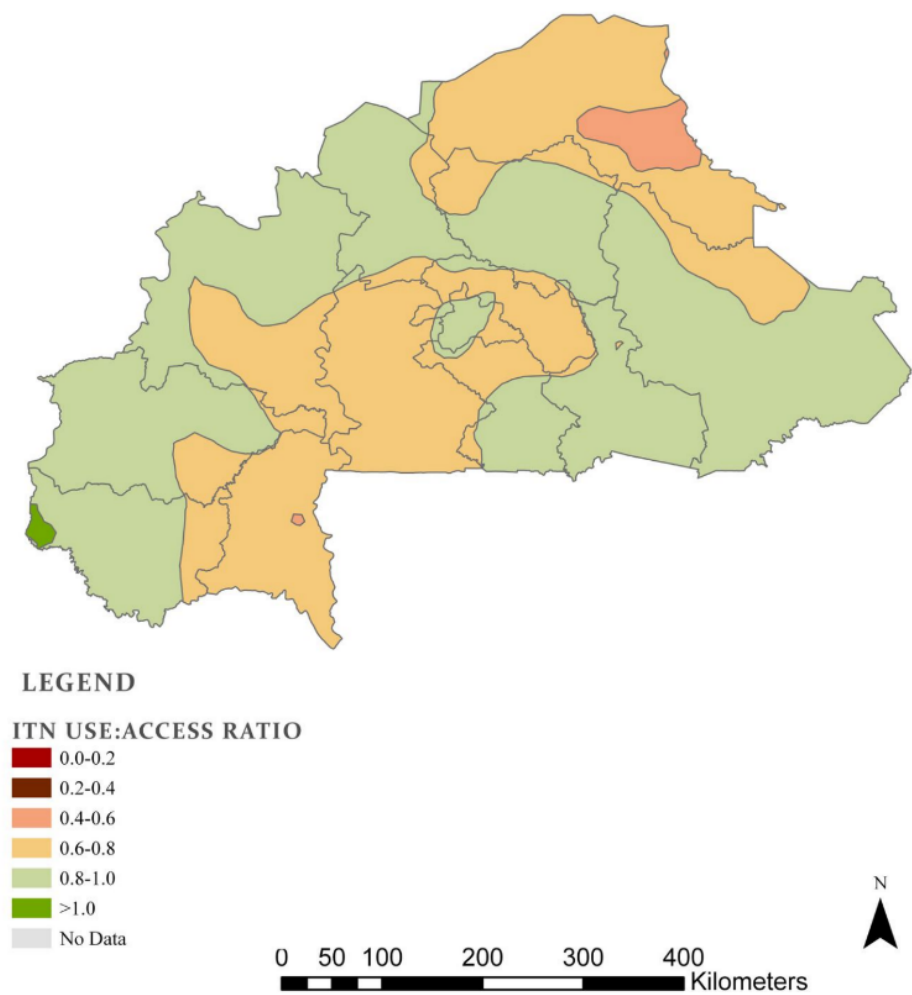 LEGEND
ITN USE:ACCESS RATIO
0.0-0.2
0.2-0.4
0.4-0.6
0.6-0.8
0.8-1.0
>1.0
No Data
N
0 50 100 200 300 400
Kilometers